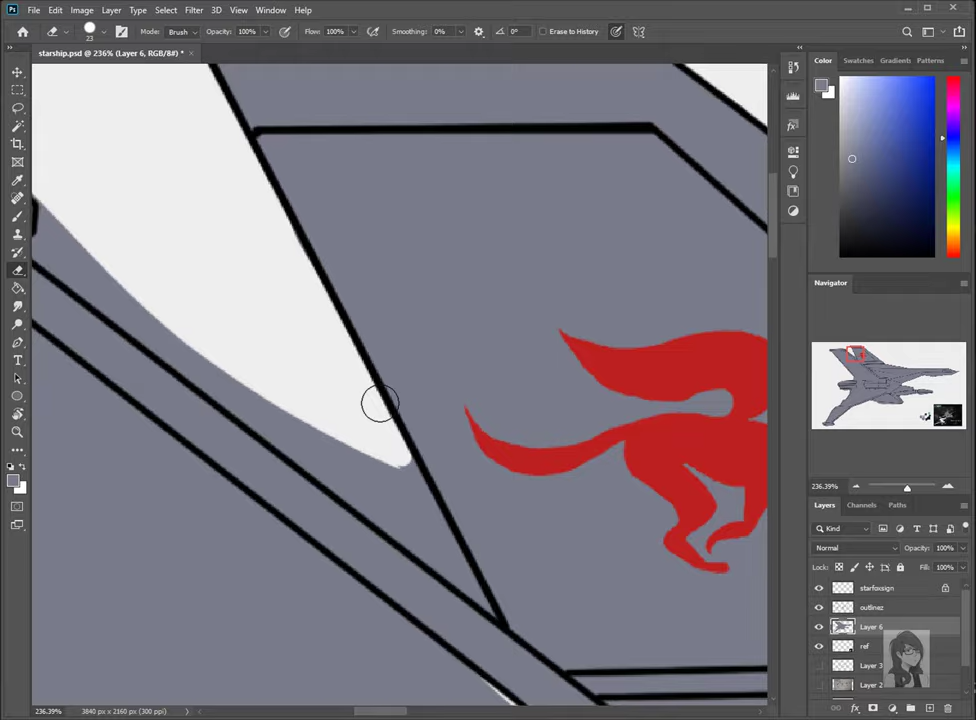 Ps File Edit Image Layer Type Select Filter 3D View Window Help
23 Mode: Brush Opacity: 100% Flow: 100% Smoothing: 0% 0° Erase to History
starship.psd @ 236% (Layer 6, RGB/8#) * ×
Color Swatches Gradients Patterns
Navigator
236.39%
Layers Channels Paths
Kind
Normal Opacity: 100%
Lock: Fill: 100%
starfoxsign
outlinez
Layer 6
ref
Layer 3
Layer 2
236.39% 3840 px x 2160 px (300 ppi)